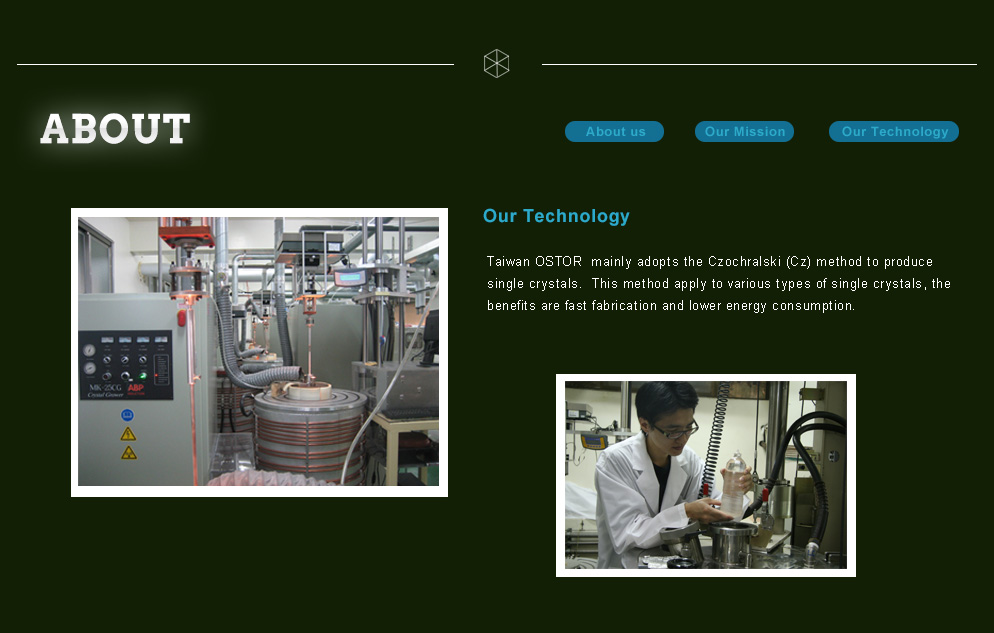 ABOUT
About us
Our Mission
Our Technology
Our Technology
Taiwan OSTOR mainly adopts the Czochralski (Cz) method to produce
single crystals. This method apply to various types of single crystals, the
benefits are fast fabrication and lower energy consumption.
MK-25CG ABP
Crystal Grower